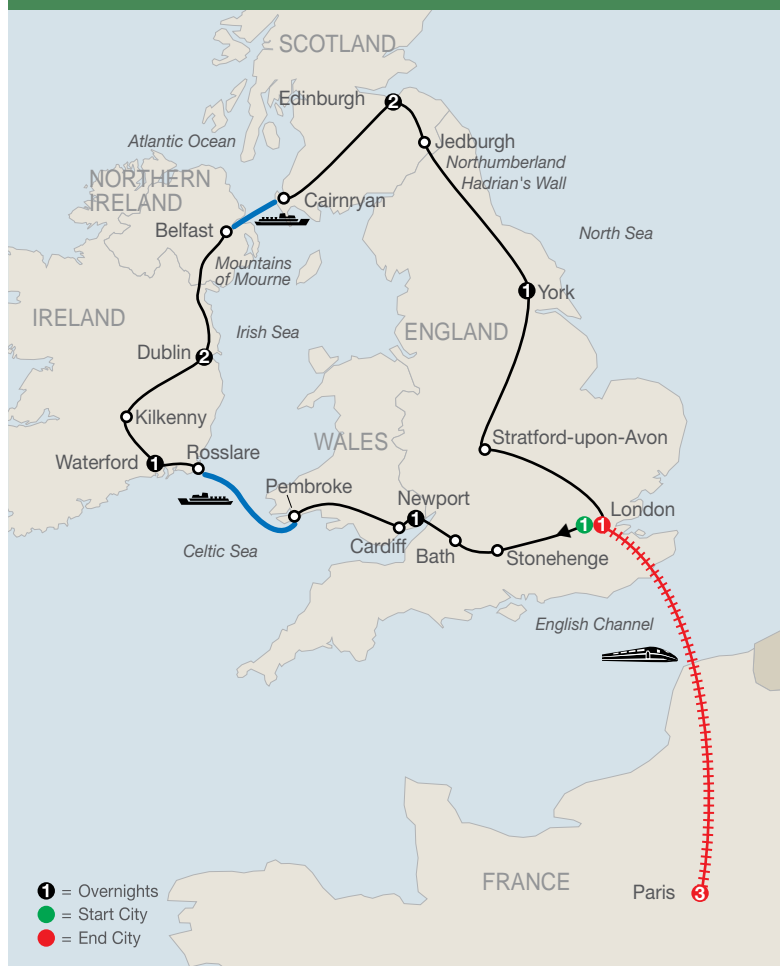 SCOTLAND
Edinburgh
2
Atlantic Ocean
Jedburgh
Northumberland
Hadrian's Wall
NORTHERN
IRELAND
Cairnryan
Belfast
North Sea
Mountains
of Mourne
1
York
IRELAND
Irish Sea
ENGLAND
Dublin
2
Kilkenny
Stratford-upon-Avon
WALES
Rosslare
Waterford
1
Pembroke
Newport
1
London
1
1
Celtic Sea
Cardiff
Bath
Stonehenge
English Channel
FRANCE
Paris
3
1 = Overnights
= Start City
= End City